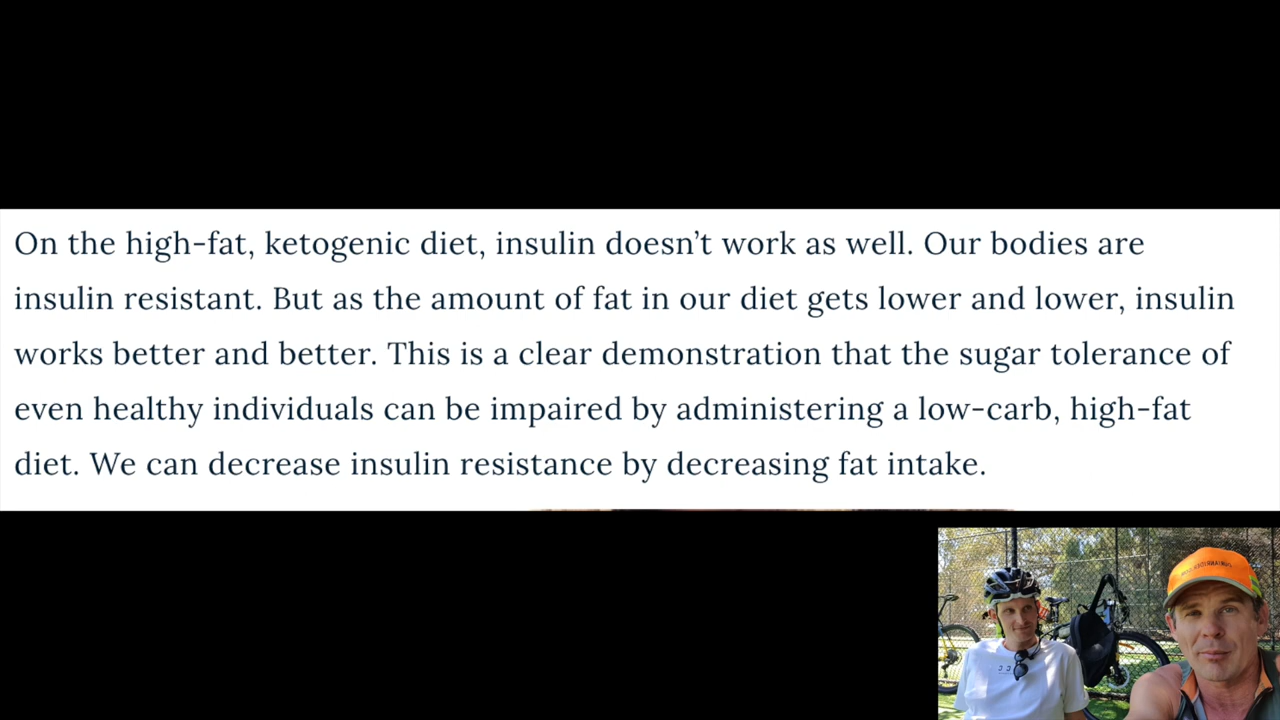 On the high-fat, ketogenic diet, insulin doesn’t work as well. Our bodies are
insulin resistant. But as the amount of fat in our diet gets lower and lower, insulin
works better and better. This is a clear demonstration that the sugar tolerance of
even healthy individuals can be impaired by administering a low-carb, high-fat
diet. We can decrease insulin resistance by decreasing fat intake.